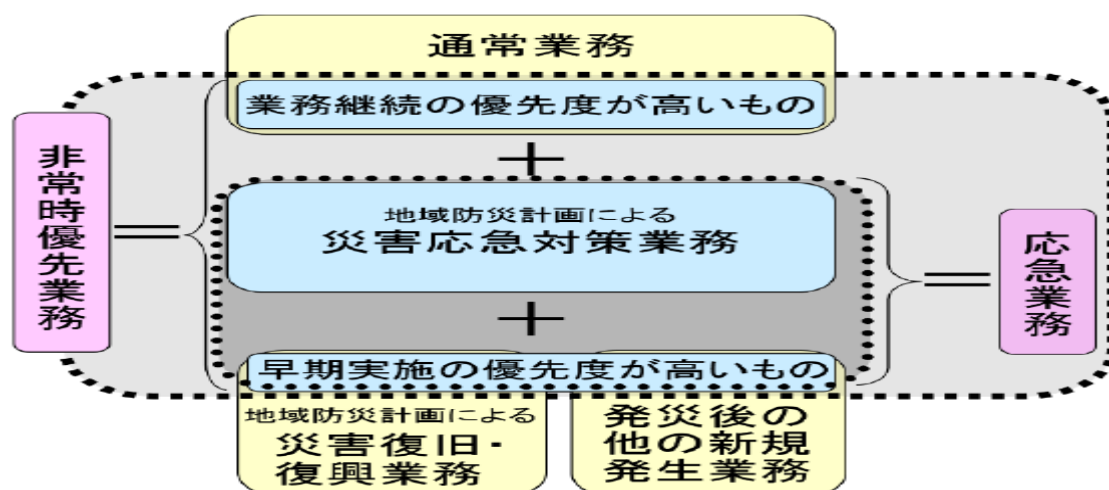 通常業務
業務継続の優先度が高いもの
＋
非常時優先業務
＝
地域防災計画による
災害応急対策業務
＝
応急業務
＋
早期実施の優先度が高いもの
地域防災計画による
災害復旧・
復興業務
発災後の
他の新規
発生業務